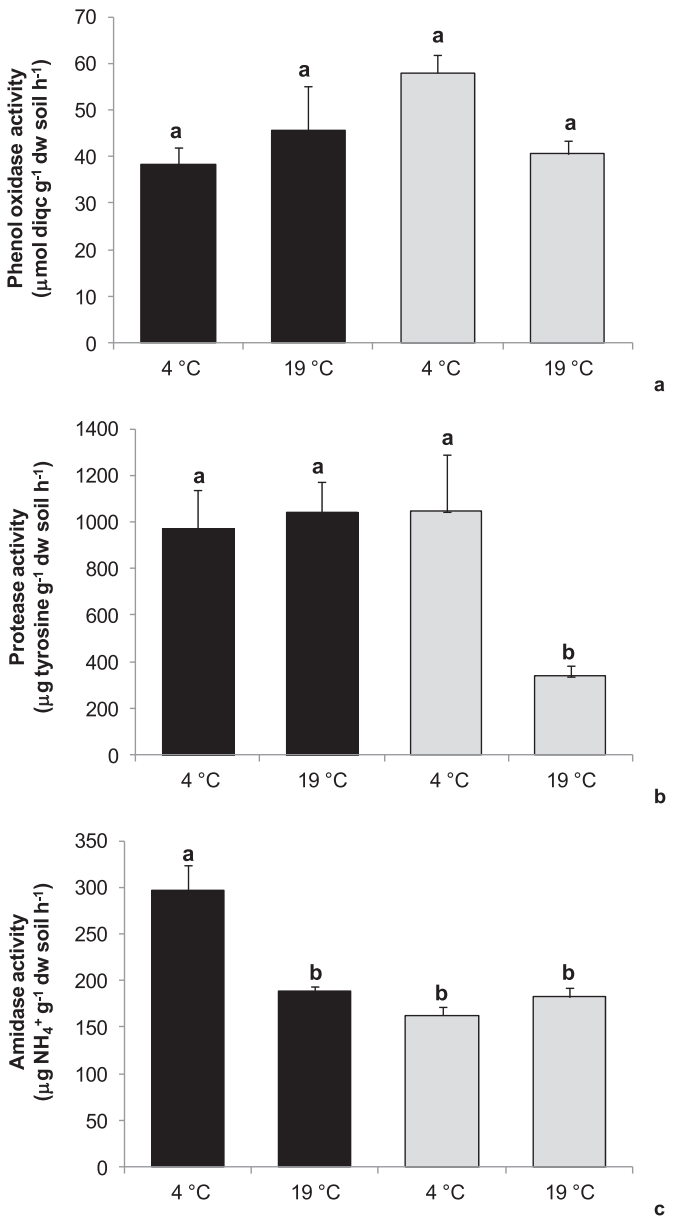 Phenol oxidase activity
(μmol diqc g-1 dw soil h-1)
70
60
50
40
30
20
10
0
a
a
a
a
4 °C
19 °C
4 °C
19 °C
a
Protease activity
(μg tyrosine g-1 dw soil h-1)
1400
1200
1000
800
600
400
200
0
a
a
a
b
4 °C
19 °C
4 °C
19 °C
b
Amidase activity
(μg NH4+ g-1 dw soil h-1)
350
300
250
200
150
100
50
0
a
b
b
b
4 °C
19 °C
4 °C
19 °C
c